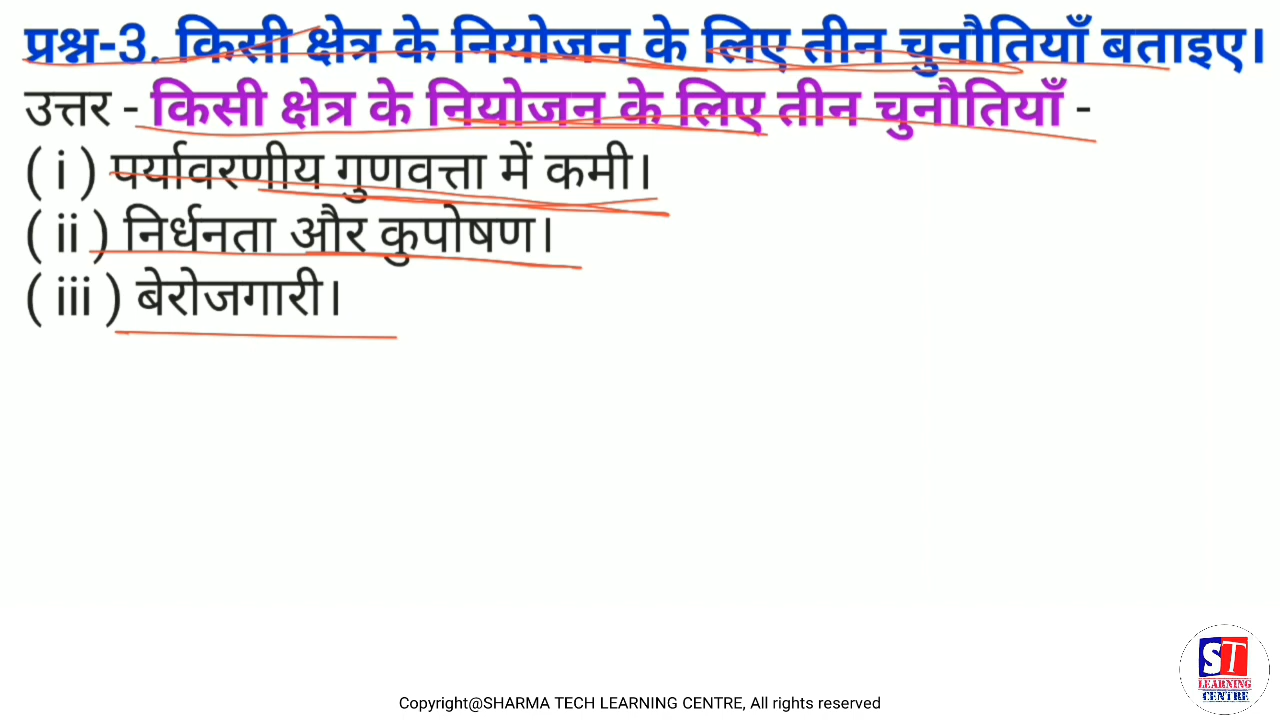 प्रश्न-3. किसी क्षेत्र के नियोजन के लिए तीन चुनौतियाँ बताइए।
उत्तर - किसी क्षेत्र के नियोजन के लिए तीन चुनौतियाँ -
( i ) पर्यावरणीय गुणवत्ता में कमी।
( ii ) निर्धनता और कुपोषण।
( iii ) बेरोजगारी।
ST
LEARNING
CENTRE
Copyright@SHARMA TECH LEARNING CENTRE, All rights reserved